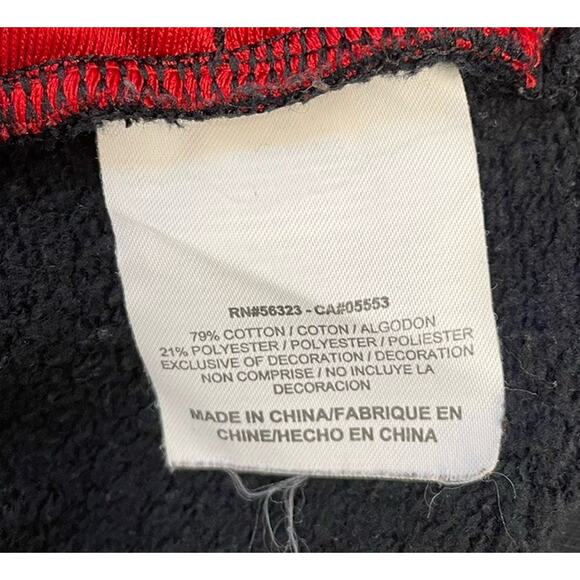 RN#56323 - CA#05553
79% COTTON / COTON / ALGODON
21% POLYESTER / POLYESTER / POLIESTER
EXCLUSIVE OF DECORATION / DECORATION
NON COMPRISE / NO INCLUYE LA
DECORACION
MADE IN CHINA/FABRIQUE EN
CHINE/HECHO EN CHINA